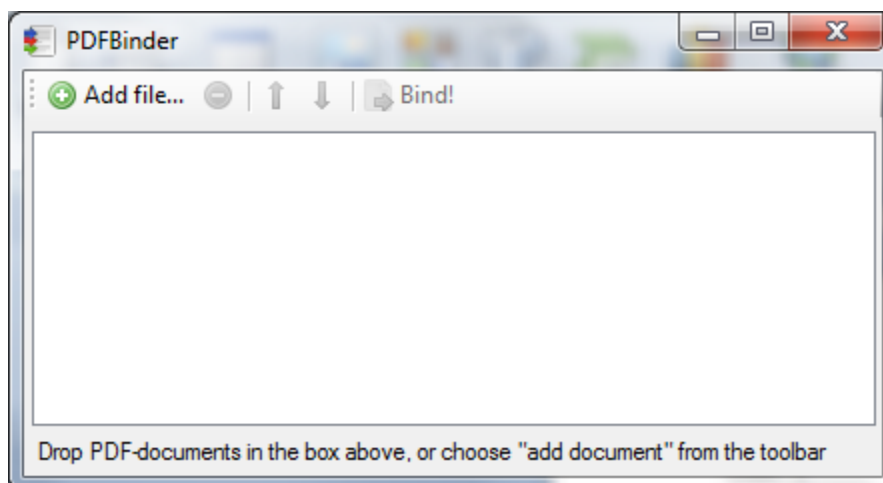 PDFBinder
Add file... Bind!
Drop PDF-documents in the box above, or choose "add document" from the toolbar